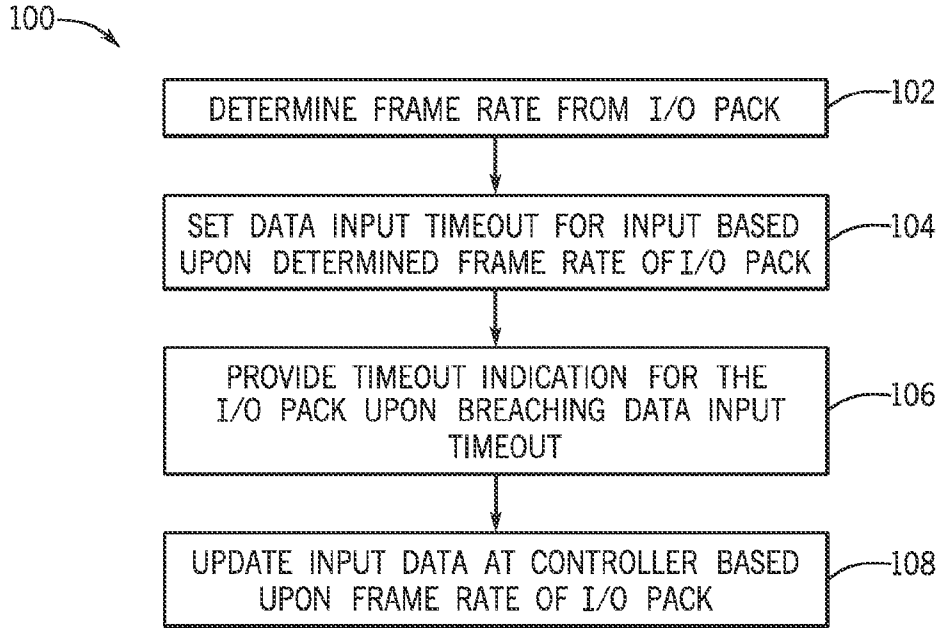 100
DETERMINE FRAME RATE FROM I/O PACK
102
SET DATA INPUT TIMEOUT FOR INPUT BASED
UPON DETERMINED FRAME RATE OF I/O PACK
104
PROVIDE TIMEOUT INDICATION FOR THE
I/O PACK UPON BREACHING DATA INPUT
TIMEOUT
106
UPDATE INPUT DATA AT CONTROLLER BASED
UPON FRAME RATE OF I/O PACK
108